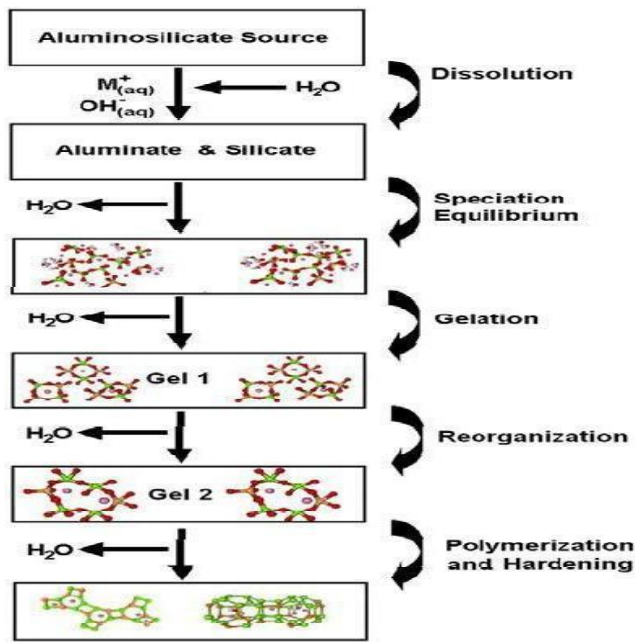 Aluminosilicate Source
Dissolution
M⁺(aq)
H₂O
OH⁻(aq)
Aluminate & Silicate
Speciation
Equilibrium
H₂O
H₂O
Gelation
Gel 1
H₂O
Reorganization
Gel 2
H₂O
Polymerization
and Hardening